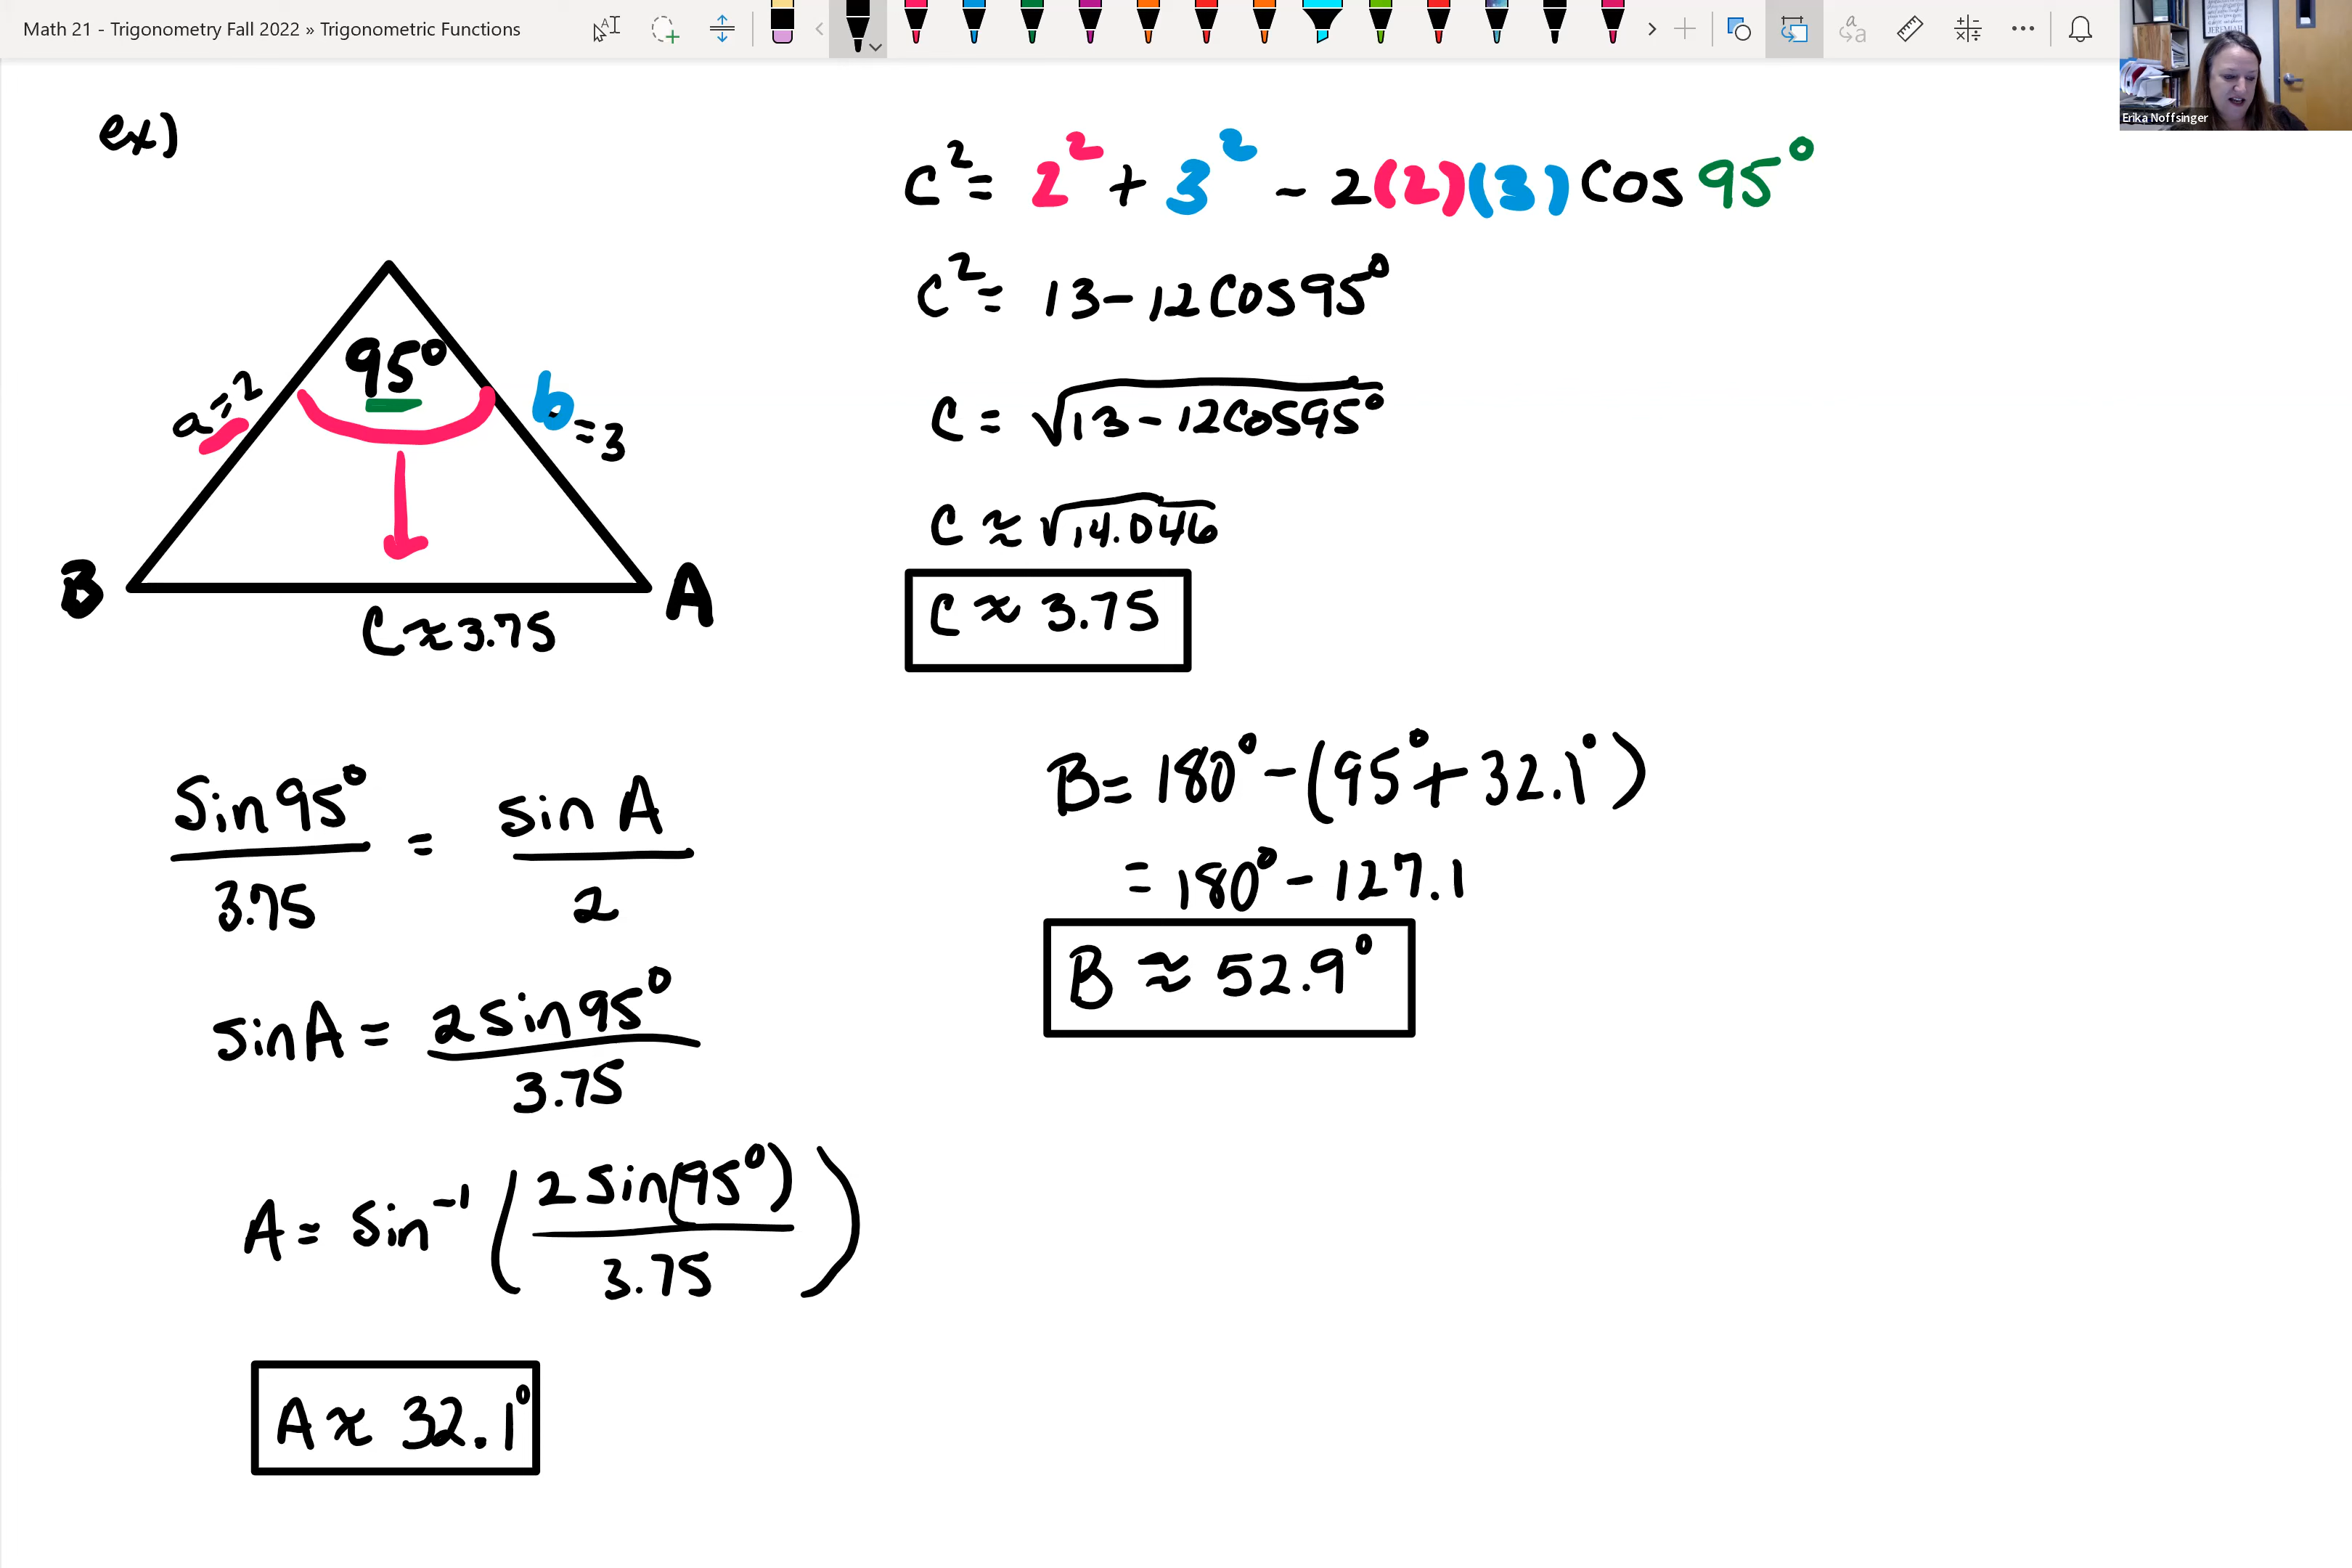 Math 21 - Trigonometry Fall 2022 » Trigonometric Functions
Erika Noffsinger
ex)
95°
a=2
b=3
B
A
C≈3.75
c² = 2² + 3² - 2(2)(3) cos 95°
c² = 13-12cos95°
c = √13-12cos95°
c ≈ √14.046
c ≈ 3.75
sin95° / 3.75 = sin A / 2
sinA = 2sin95° / 3.75
A = sin⁻¹ (2 sin(95°) / 3.75)
A ≈ 32.1°
B = 180° - (95° + 32.1°)
= 180° - 127.1
B ≈ 52.9°